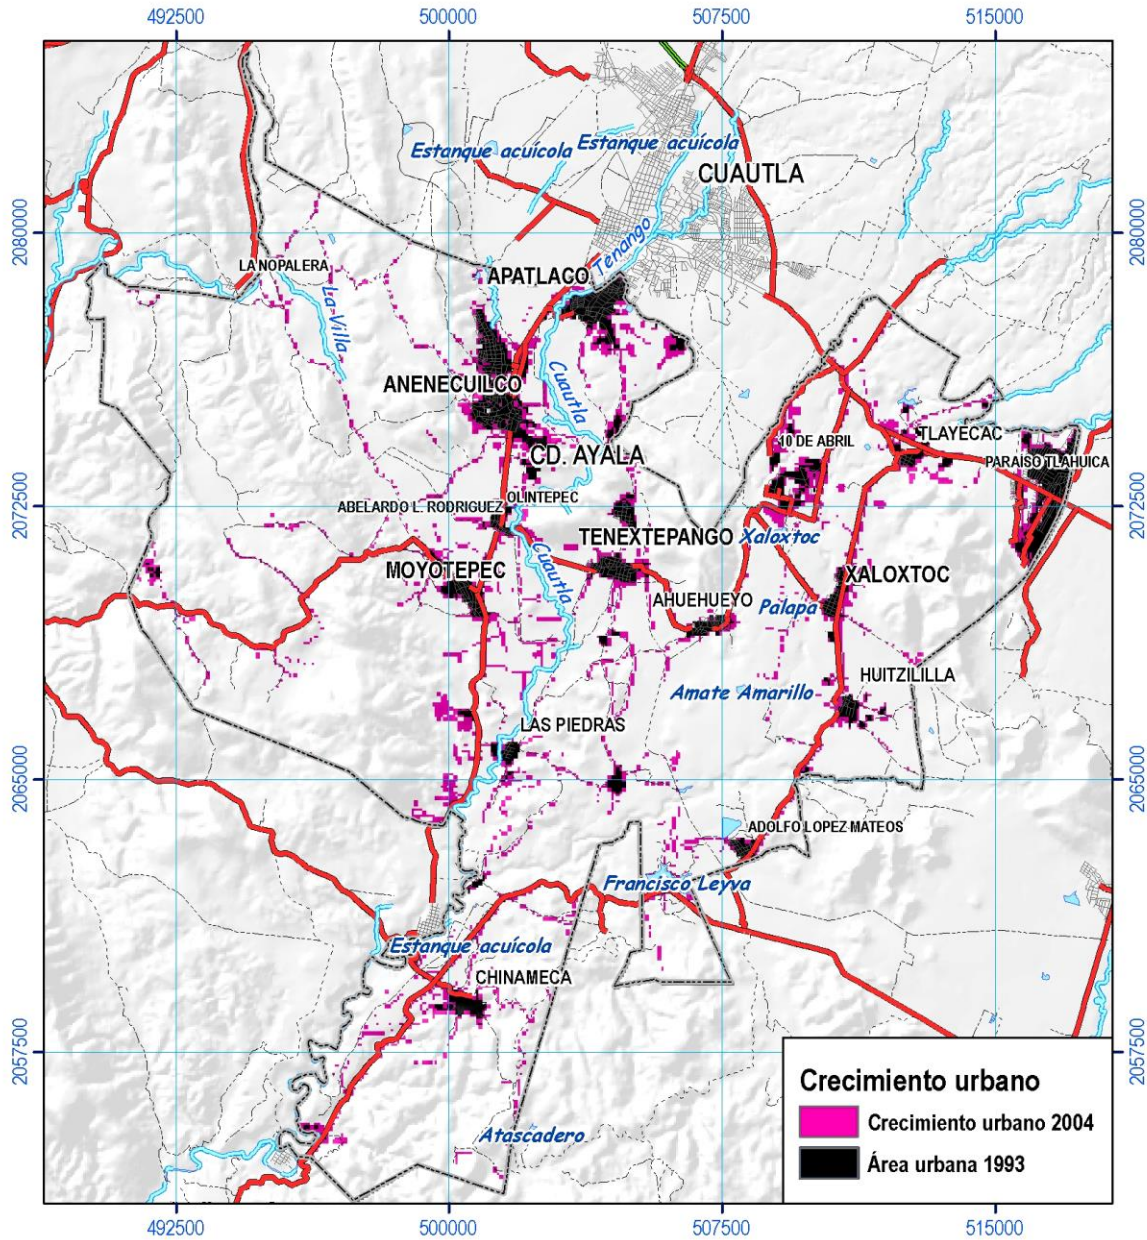 492500
500000
507500
515000
Estanque acuícola
Estanque acuícola
CUAUTLA
2080000
2080000
Tenango
LA NOPALERA
APATLACO
La Villa
Cuautla
ANENECUILCO
10 DE ABRIL
TLAYECAC
CD. AYALA
PARAISO TLAHUICA
OLINTEPEC
ABELARDO L. RODRIGUEZ
2072500
2072500
TENEXTEPANGO
Xaloxtoc
Cuautla
MOYOTEPEC
XALOXTOC
AHUEHUEYO
Palapa
HUITZILILLA
Amate Amarillo
LAS PIEDRAS
2065000
2065000
ADOLFO LOPEZ MATEOS
Francisco Leyva
Estanque acuícola
CHINAMECA
2057500
2057500
Atascadero
Crecimiento urbano
Crecimiento urbano 2004
Área urbana 1993
492500
500000
507500
515000